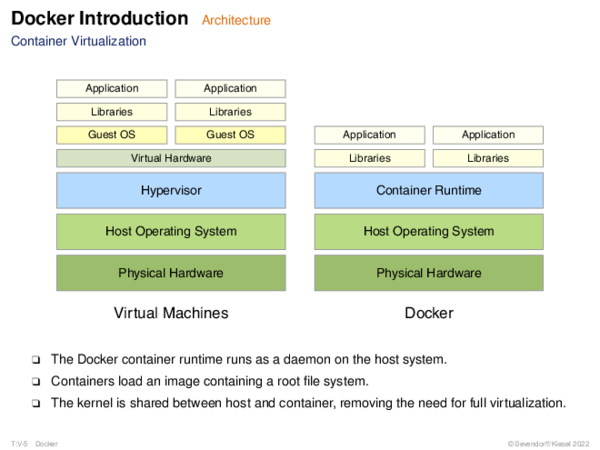 Docker Introduction Architecture
Container Virtualization
Application Application
Libraries Libraries
Guest OS Guest OS
Virtual Hardware
Hypervisor
Host Operating System
Physical Hardware
Virtual Machines
Application Application
Libraries Libraries
Container Runtime
Host Operating System
Physical Hardware
Docker
❑ The Docker container runtime runs as a daemon on the host system.
❑ Containers load an image containing a root file system.
❑ The kernel is shared between host and container, removing the need for full virtualization.
T:V-5 Docker
© Bevendorff/Kiesel 2022